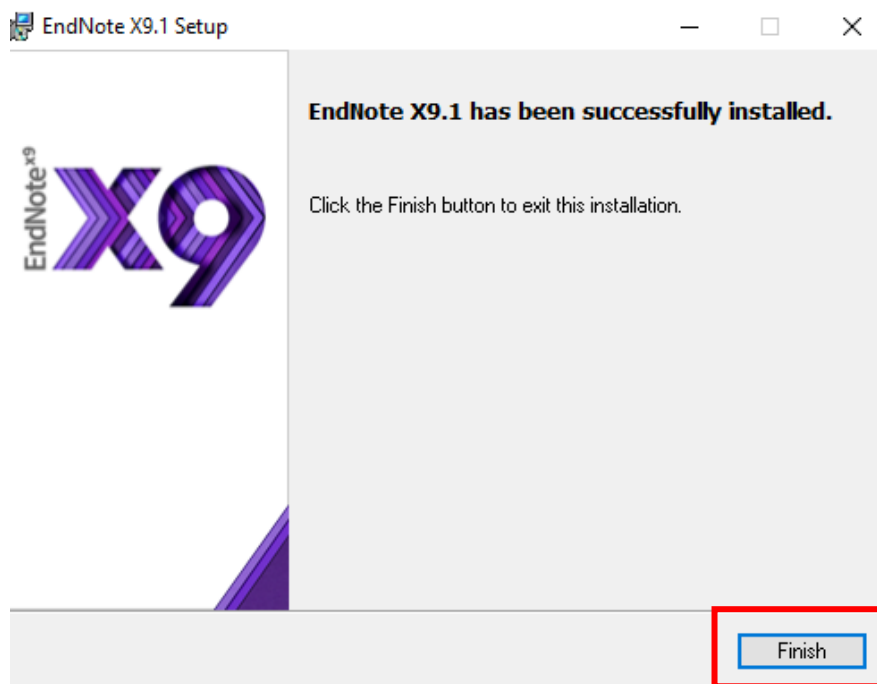 EndNote X9.1 Setup
EndNote X9.1 has been successfully installed.
Click the Finish button to exit this installation.
EndNote x9
X9
Finish